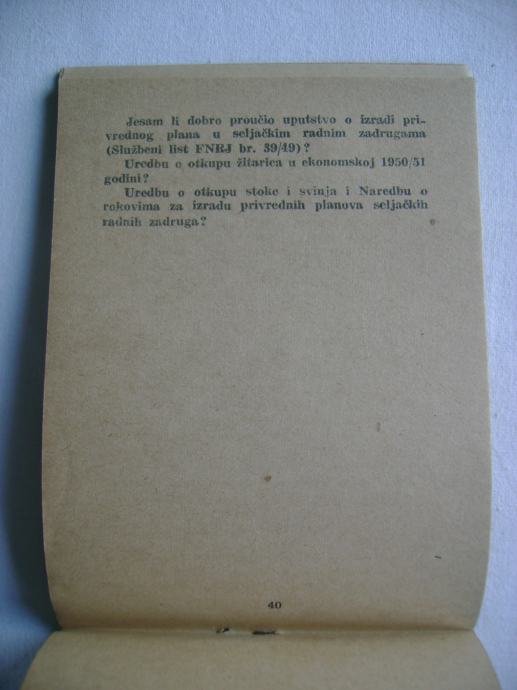 Jesam li dobro proučio uputstvo o izradi pri-
vrednog plana u seljačkim radnim zadrugama
(Službeni list FNRJ br. 39/49)?
Uredbu o otkupu žitarica u ekonomskoj 1950/51
godini?
Uredbu o otkupu stoke i svinja i Naredbu o
rokovima za izradu privrednih planova seljačkih
radnih zadruga?
40